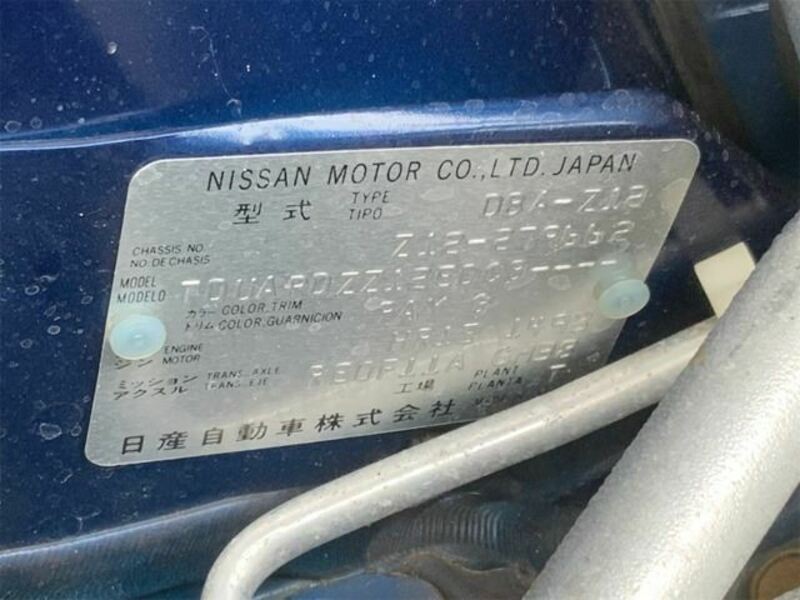 NISSAN MOTOR CO.,LTD. JAPAN
型式 TYPE TIPO DBA-Z12
CHASSIS NO. NO. DE CHASIS Z12-279662
MODEL MODELO
カラー COLOR, TRIM
トリム COLOR, GUARNICION
ENGINE
ジン MOTOR HR15
ミッション TRANS. AXLE
アクスル TRANS. EJE RE0F11A
工場 PLANT PLANTA
日産自動車株式会社